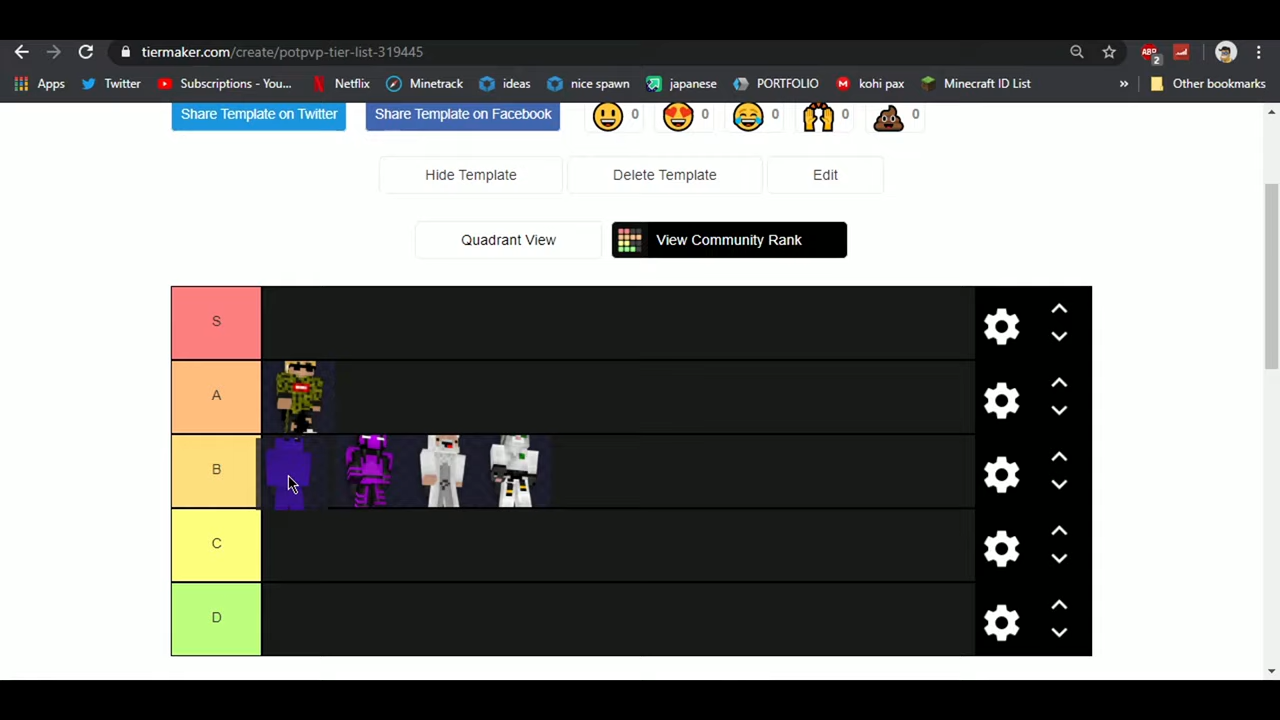 tiermaker.com/create/potpvp-tier-list-319445
ABP
2
Apps Twitter Subscriptions - You... Netflix Minetrack ideas nice spawn japanese PORTFOLIO kohi pax Minecraft ID List » Other bookmarks
Share Template on Twitter Share Template on Facebook 0 0 0 0 0
Hide Template Delete Template Edit
Quadrant View View Community Rank
S
A
B
C
D